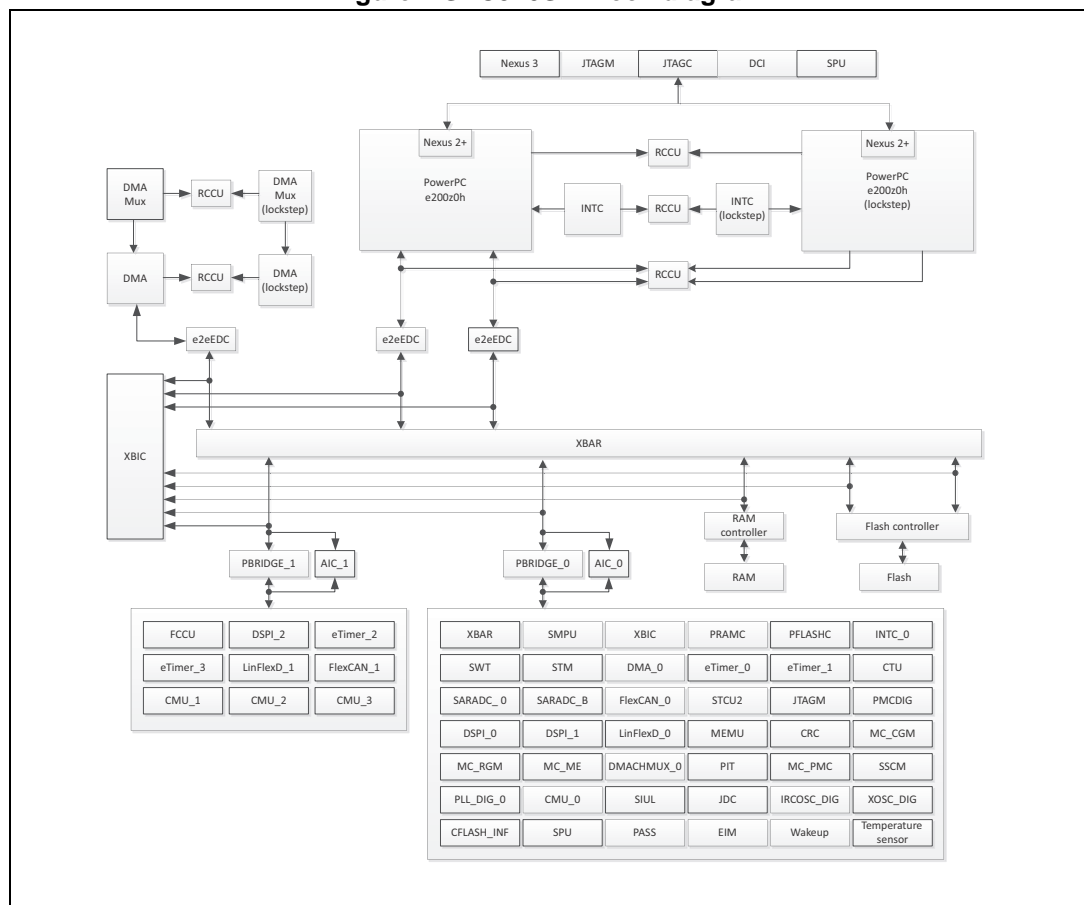 Nexus 3 JTAGM JTAGC DCI SPU
Nexus 2+
PowerPC
e200z0h
RCCU
Nexus 2+
PowerPC
e200z0h
(lockstep)
INTC
RCCU
INTC
(lockstep)
RCCU
DMA
Mux
RCCU
DMA
Mux
(lockstep)
DMA
RCCU
DMA
(lockstep)
e2eEDC
e2eEDC
e2eEDC
XBIC
XBAR
PBRIDGE_1
AIC_1
PBRIDGE_0
AIC_0
RAM
controller
Flash controller
RAM
Flash
FCCU DSPI_2 eTimer_2
eTimer_3 LinFlexD_1 FlexCAN_1
CMU_1 CMU_2 CMU_3
XBAR SMPU XBIC PRAMC PFLASHC INTC_0
SWT STM DMA_0 eTimer_0 eTimer_1 CTU
SARADC_ 0 SARADC_B FlexCAN_0 STCU2 JTAGM PMCDIG
DSPI_0 DSPI_1 LinFlexD_0 MEMU CRC MC_CGM
MC_RGM MC_ME DMACHMUX_0 PIT MC_PMC SSCM
PLL_DIG_0 CMU_0 SIUL JDC IRCOSC_DIG XOSC_DIG
CFLASH_INF SPU PASS EIM Wakeup Temperature
sensor